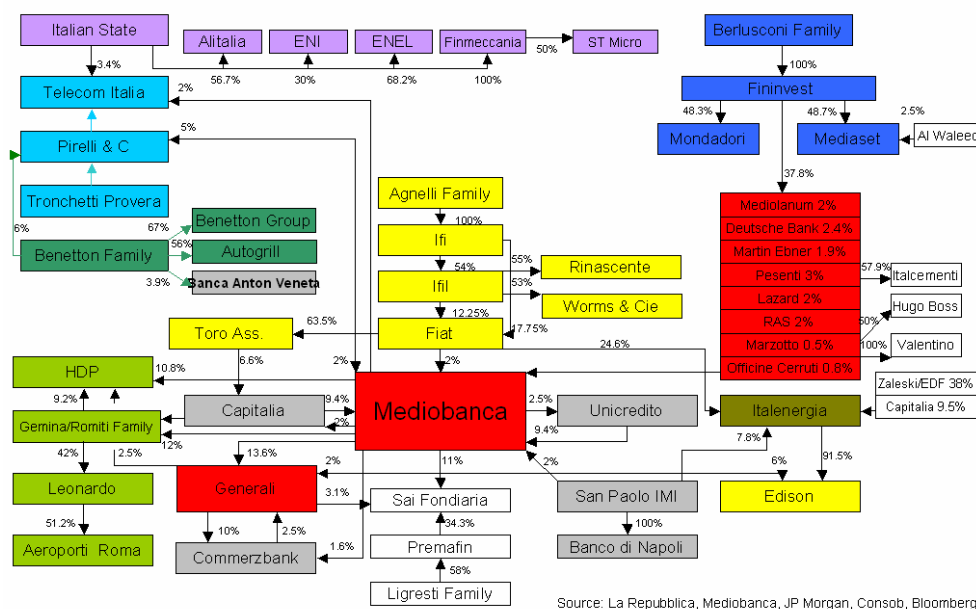 Italian State
Alitalia
ENI
ENEL
Finmeccania
50%
ST Micro
Berlusconi Family
3.4%
56.7%
30%
68.2%
100%
100%
Telecom Italia
2%
Fininvest
48.3%
48.7%
2.5%
Pirelli & C
5%
Mondadori
Mediaset
Al Waleed
37.8%
Tronchetti Provera
Agnelli Family
100%
Mediolanum 2%
Deutsche Bank 2.4%
Martin Ebner 1.9%
Pesenti 3%
Lazard 2%
RAS 2%
Marzotto 0.5%
Officine Cerruti 0.8%
6%
67%
Benetton Group
Benetton Family
56%
Autogrill
3.9%
Banca Anton Veneta
Ifi
54%
55%
Rinascente
57.9%
Italcementi
Ifil
53%
Worms & Cie
12.25%
Hugo Boss
50%
Toro Ass.
63.5%
Fiat
17.75%
24.6%
100%
Valentino
6.6%
2%
2%
HDP
10.8%
Zaleski/EDF 38%
Capitalia 9.5%
9.2%
Capitalia
9.4%
Mediobanca
2.5%
Unicredito
Italenergia
2%
Gemina/Romiti Family
9.4%
12%
7.8%
42%
2.5%
13.6%
2%
11%
2%
6%
91.5%
Leonardo
Generali
3.1%
Sai Fondiaria
San Paolo IMI
Edison
51.2%
10%
2.5%
34.3%
100%
Aeroporti Roma
Commerzbank
1.6%
Premafin
Banco di Napoli
58%
Ligresti Family
Source: La Repubblica, Mediobanca, JP Morgan, Consob, Bloomberg